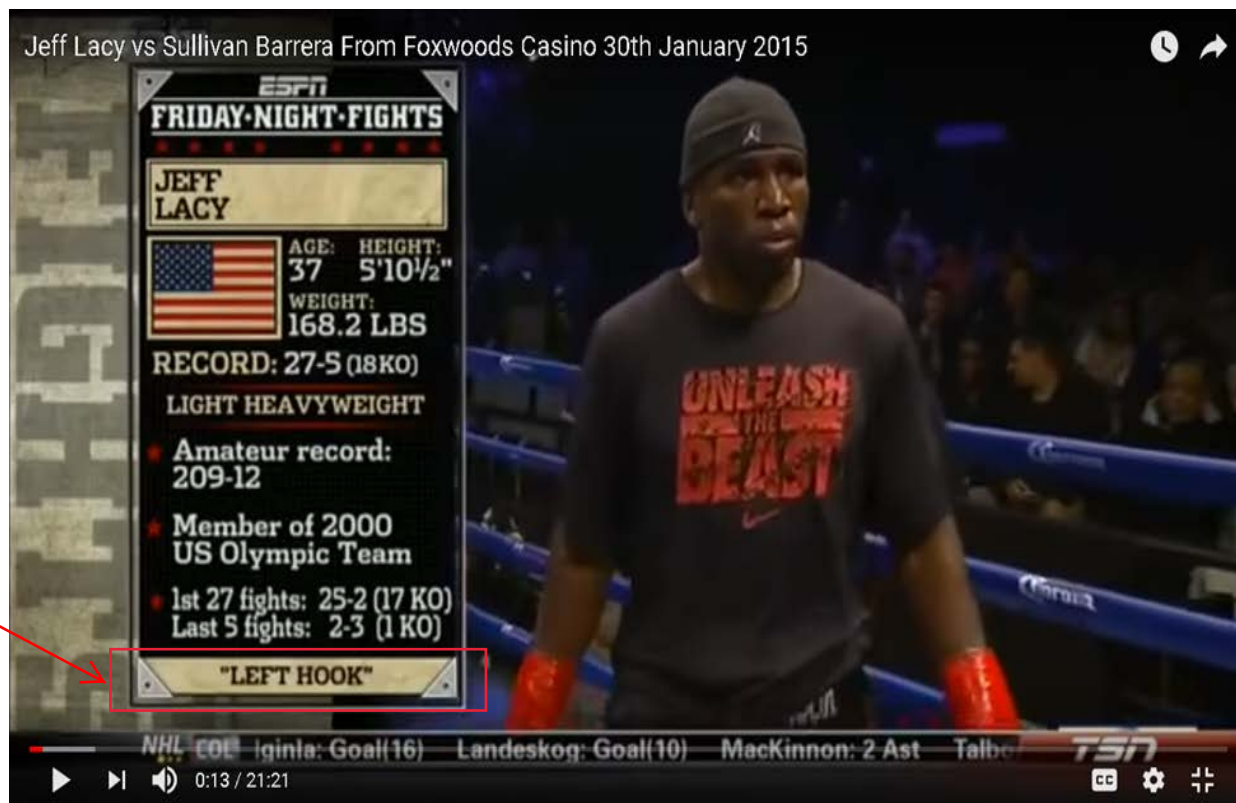 Jeff Lacy vs Sullivan Barrera From Foxwoods Casino 30th January 2015
ESPN
FRIDAY·NIGHT·FIGHTS
JEFF
LACY
AGE: HEIGHT:
37 5'10½"
WEIGHT:
168.2 LBS
RECORD: 27-5 (18KO)
LIGHT HEAVYWEIGHT
Amateur record:
209-12
Member of 2000
US Olympic Team
1st 27 fights: 25-2 (17 KO)
Last 5 fights: 2-3 (1 KO)
"LEFT HOOK"
UNLEASH
THE
BEAST
Corona
NHL COL Iginla: Goal(16) Landeskog: Goal(10) MacKinnon: 2 Ast
TSN
0:13 / 21:21
CC